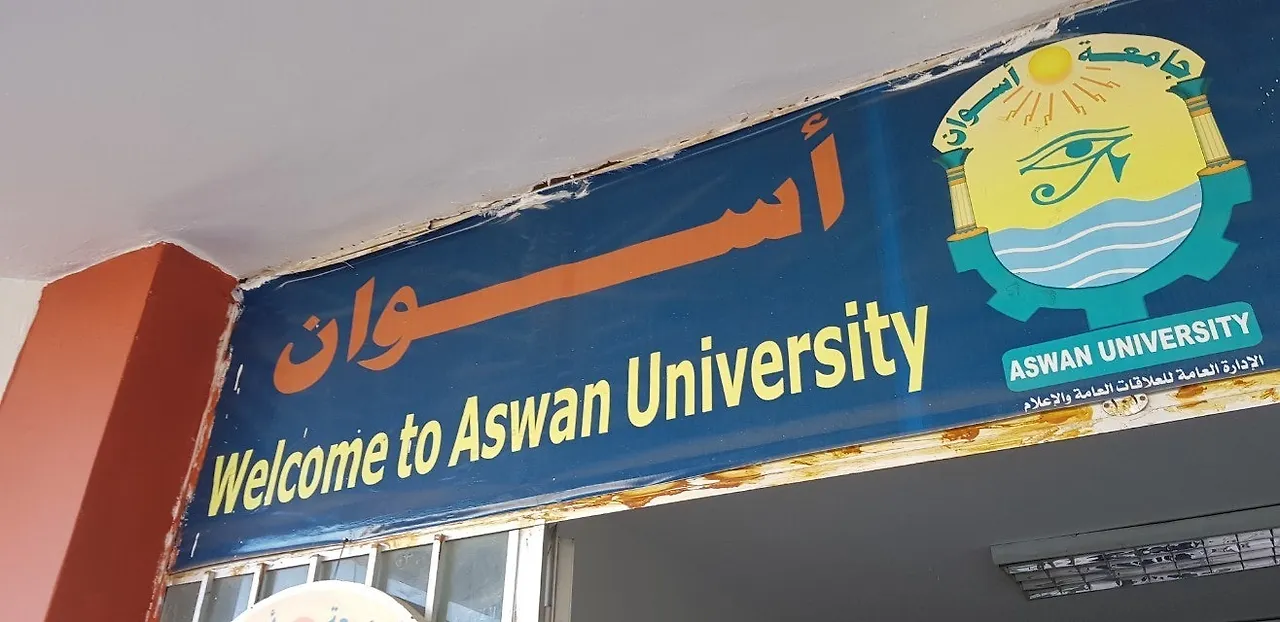 أسوان
Welcome to Aswan University
جامعة أسوان
ASWAN UNIVERSITY
الإدارة العامة للعلاقات العامة والإعلام